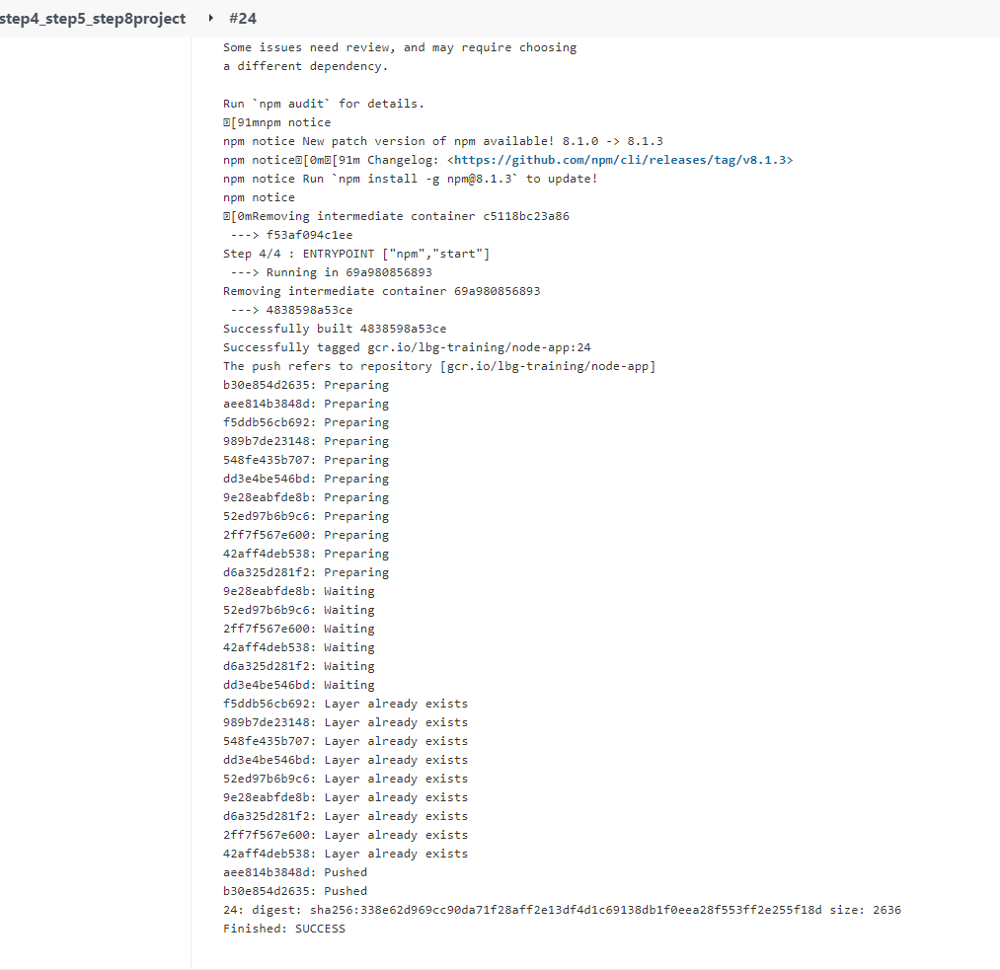 step4_step5_step8project ▸ #24
Some issues need review, and may require choosing
a different dependency.
Run `npm audit` for details.
[91mnpm notice
npm notice New patch version of npm available! 8.1.0 -> 8.1.3
npm notice[0m[91m Changelog: <https://github.com/npm/cli/releases/tag/v8.1.3>
npm notice Run `npm install -g npm@8.1.3` to update!
npm notice
[0mRemoving intermediate container c5118bc23a86
---> f53af094c1ee
Step 4/4 : ENTRYPOINT ["npm","start"]
---> Running in 69a980856893
Removing intermediate container 69a980856893
---> 4838598a53ce
Successfully built 4838598a53ce
Successfully tagged gcr.io/lbg-training/node-app:24
The push refers to repository [gcr.io/lbg-training/node-app]
b30e854d2635: Preparing
aee814b3848d: Preparing
f5ddb56cb692: Preparing
989b7de23148: Preparing
548fe435b707: Preparing
dd3e4be546bd: Preparing
9e28eabfde8b: Preparing
52ed97b6b9c6: Preparing
2ff7f567e600: Preparing
42aff4deb538: Preparing
d6a325d281f2: Preparing
9e28eabfde8b: Waiting
52ed97b6b9c6: Waiting
2ff7f567e600: Waiting
42aff4deb538: Waiting
d6a325d281f2: Waiting
dd3e4be546bd: Waiting
f5ddb56cb692: Layer already exists
989b7de23148: Layer already exists
548fe435b707: Layer already exists
dd3e4be546bd: Layer already exists
52ed97b6b9c6: Layer already exists
9e28eabfde8b: Layer already exists
d6a325d281f2: Layer already exists
2ff7f567e600: Layer already exists
42aff4deb538: Layer already exists
aee814b3848d: Pushed
b30e854d2635: Pushed
24: digest: sha256:338e62d969cc90da71f28aff2e13df4d1c69138db1f0eea28f553ff2e255f18d size: 2636
Finished: SUCCESS